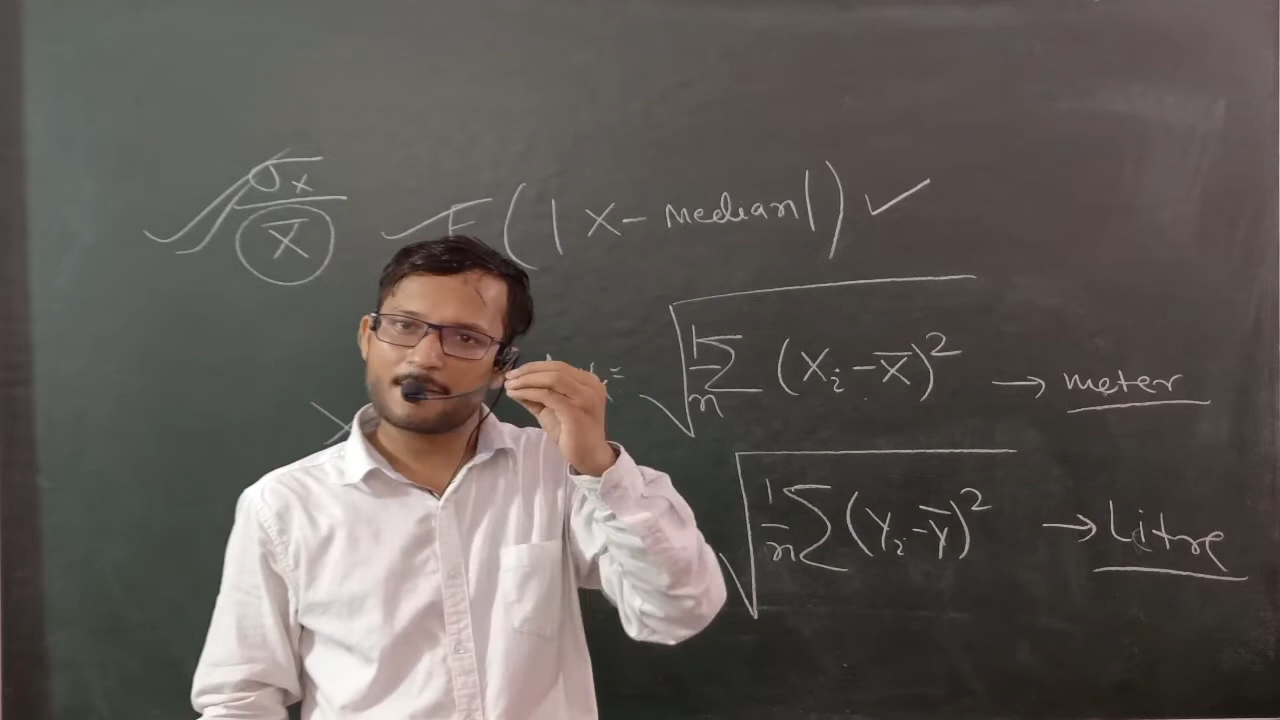 σx / X̄ E(|X - median|) ✓
= √(1/n Σ (Xi - X̄)²) → meter
√(1/n Σ (Yi - Ȳ)²) → Litre